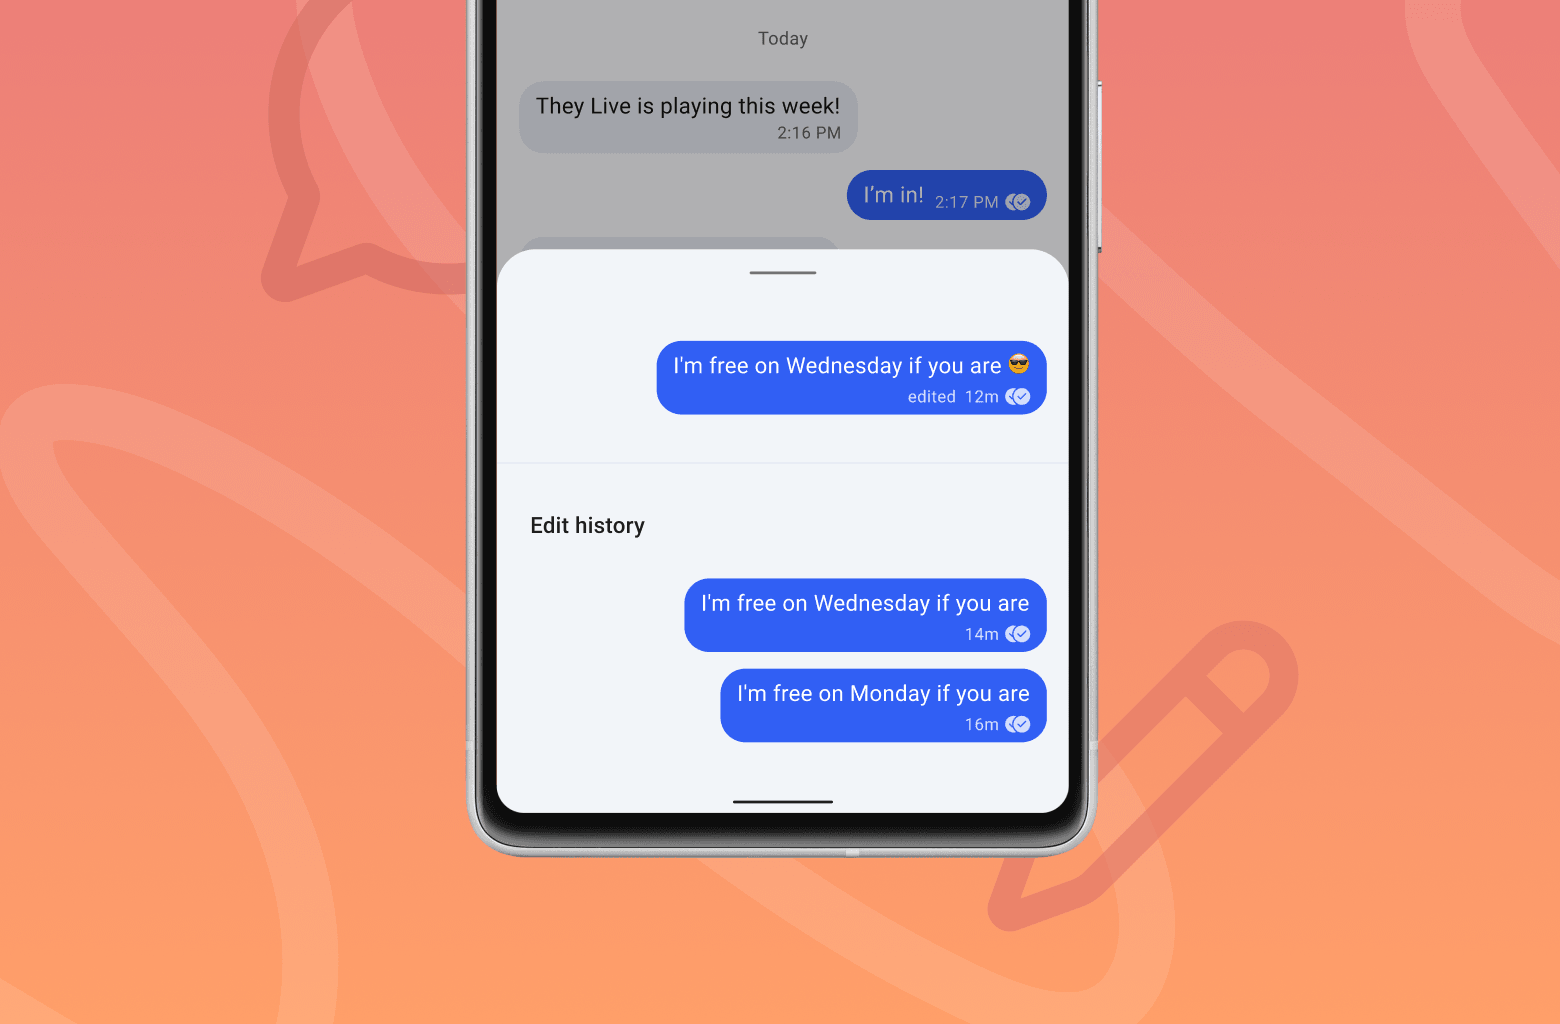 Today
They Live is playing this week!
2:16 PM
I’m in! 2:17 PM
I'm free on Wednesday if you are 😎
edited 12m
Edit history
I'm free on Wednesday if you are
14m
I'm free on Monday if you are
16m